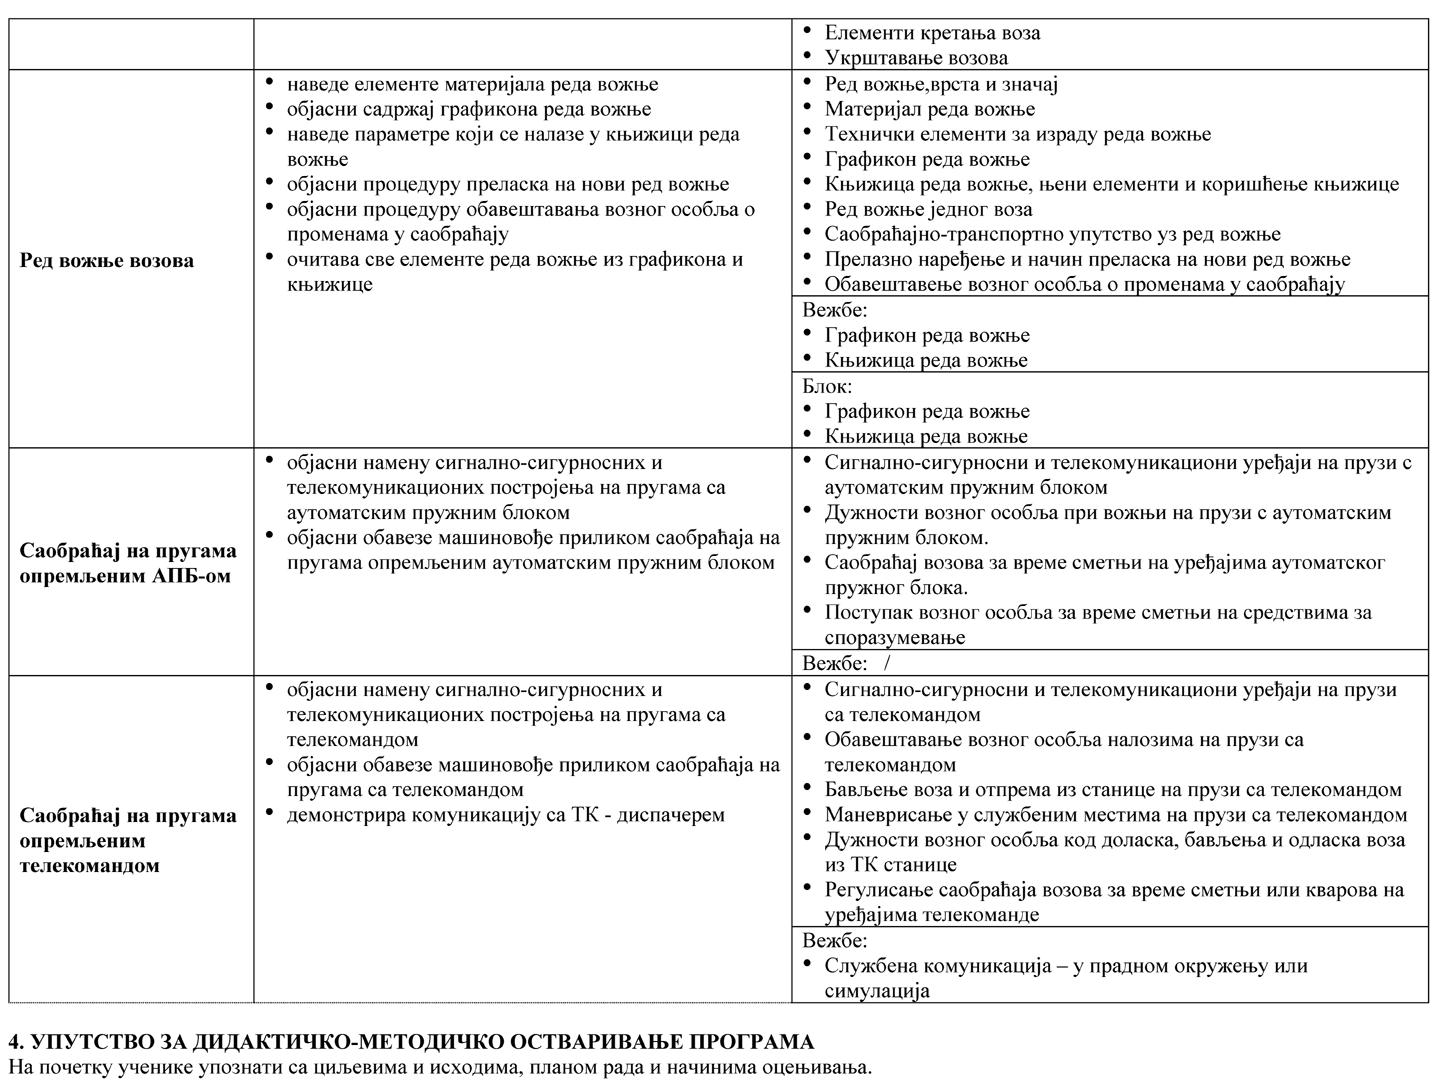 • Елементи кретања воза
• Укрштавање возова
Ред вожње возова
• наведе елементе материјала реда вожње
• објасни садржај графикона реда вожње
• наведе параметре који се налазе у књижици реда
вожње
• објасни процедуру преласка на нови ред вожње
• објасни процедуру обавештавања возног особља о
променама у саобраћају
• очитава све елементе реда вожње из графикона и
књижице
• Ред вожње,врста и значај
• Материјал реда вожње
• Технички елементи за израду реда вожње
• Графикон реда вожње
• Књижица реда вожње, њени елементи и коришћење књижице
• Ред вожње једног воза
• Саобраћајно-транспортно упутство уз ред вожње
• Прелазно наређење и начин преласка на нови ред вожње
• Обавештавење возног особља о променама у саобраћају
Вежбе:
• Графикон реда вожње
• Књижица реда вожње
Блок:
• Графикон реда вожње
• Књижица реда вожње
Саобраћај на пругама
опремљеним АПБ-ом
• објасни намену сигнално-сигурносних и
телекомуникационих постројења на пругама са
аутоматским пружним блоком
• објасни обавезе машиновође приликом саобраћаја на
пругама опремљеним аутоматским пружним блоком
• Сигнално-сигурносни и телекомуникациони уређаји на прузи с
аутоматским пружним блоком
• Дужности возног особља при вожњи на прузи с аутоматским
пружним блоком.
• Саобраћај возова за време сметњи на уређајима аутоматског
пружног блока.
• Поступак возног особља за време сметњи на средствима за
споразумевање
Вежбе: /
Саобраћај на пругама
опремљеним
телекомандом
• објасни намену сигнално-сигурносних и
телекомуникационих постројења на пругама са
телекомандом
• објасни обавезе машиновође приликом саобраћаја на
пругама са телекомандом
• демонстрира комуникацију са ТК - диспачерем
• Сигнално-сигурносни и телекомуникациони уређаји на прузи
са телекомандом
• Обавештавање возног особља налозима на прузи са
телекомандом
• Бављење воза и отпрема из станице на прузи са телекомандом
• Маневрисање у службеним местима на прузи са телекомандом
• Дужности возног особља код доласка, бављења и одласка воза
из ТК станице
• Регулисање саобраћаја возова за време сметњи или кварова на
уређајима телекоманде
Вежбе:
• Службена комуникација – у прадном окружењу или
симулација
4. УПУТСТВО ЗА ДИДАКТИЧКО-МЕТОДИЧКО ОСТВАРИВАЊЕ ПРОГРАМА
На почетку ученике упознати са циљевима и исходима, планом рада и начинима оцењивања.